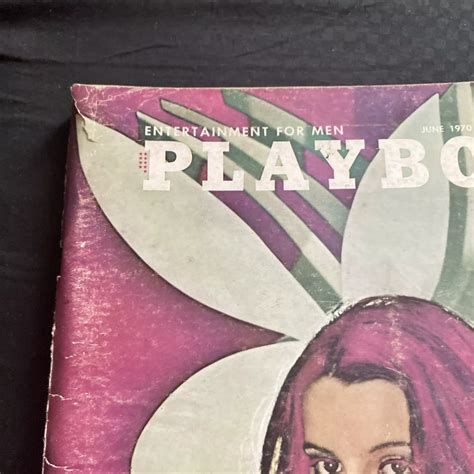 ENTERTAINMENT FOR MEN
JUNE 1970
PLAYBO